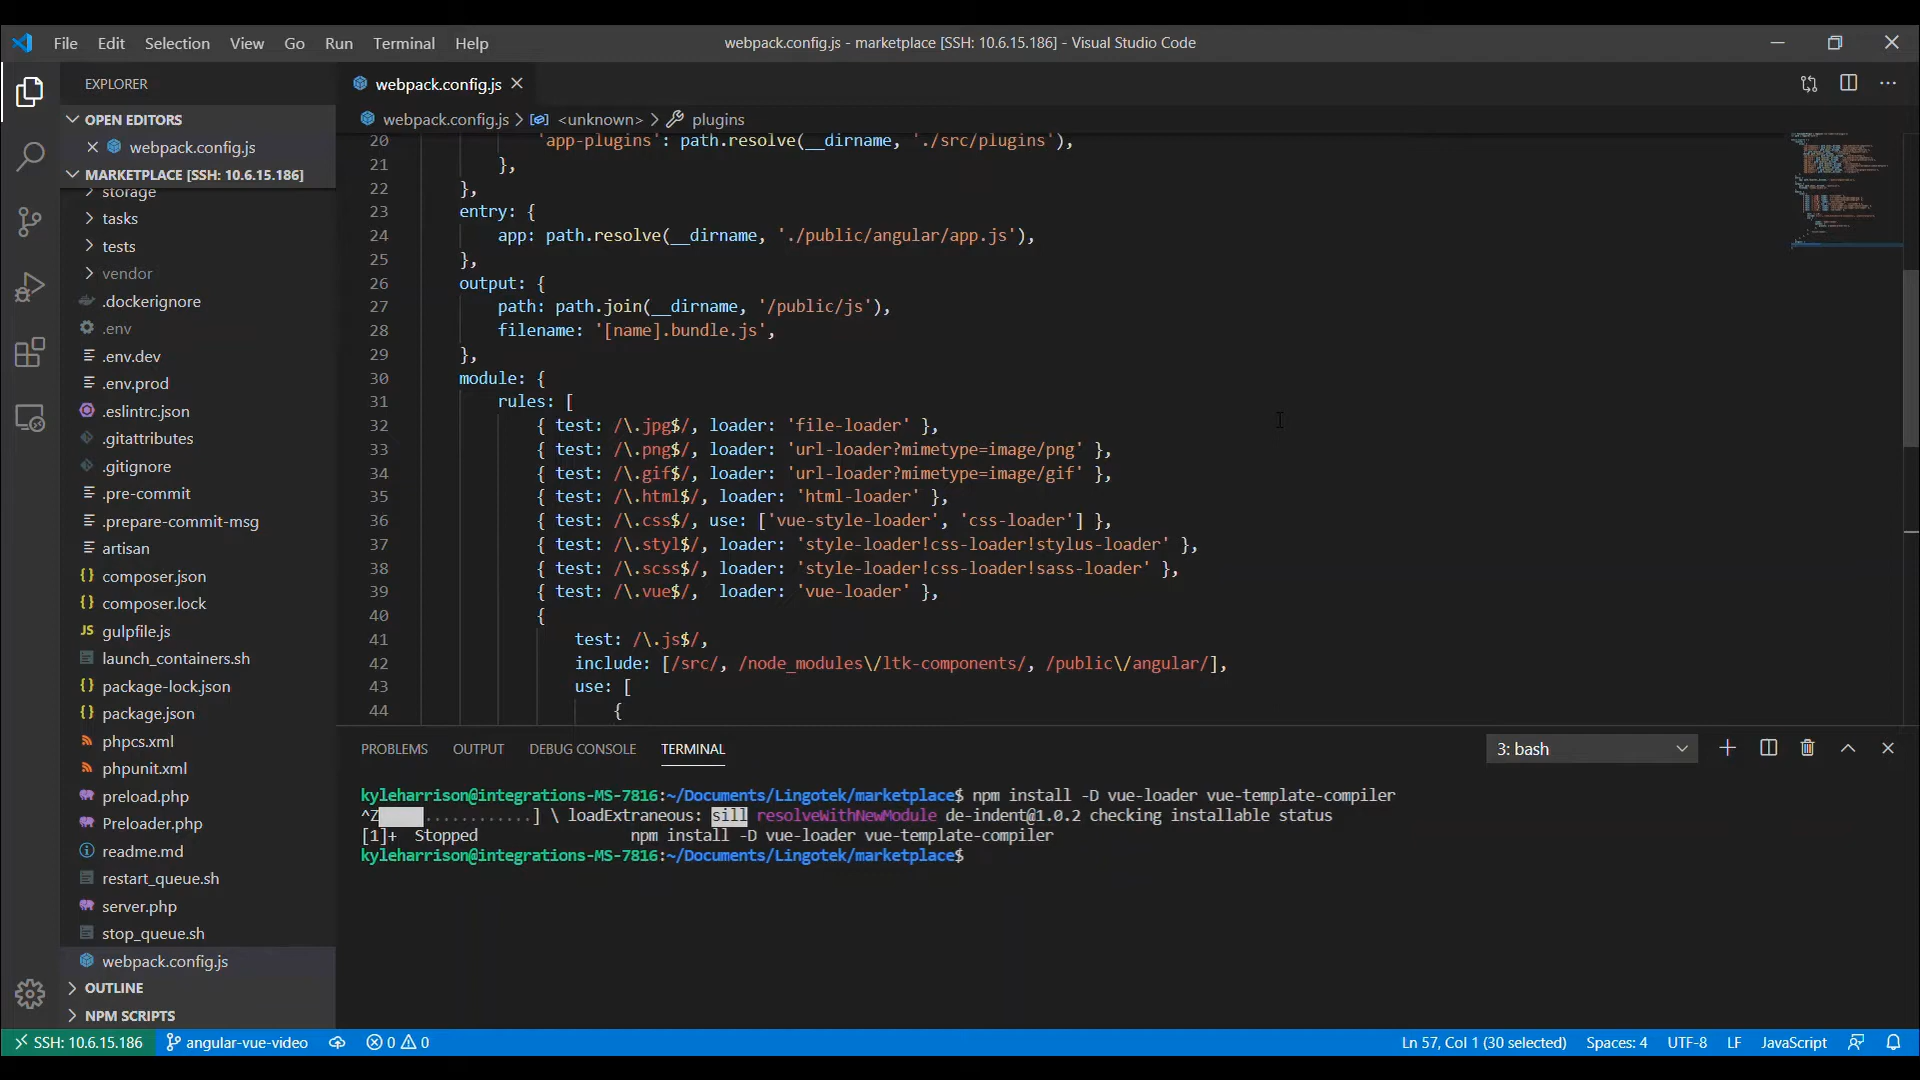 File Edit Selection View Go Run Terminal Help
webpack.config.js - marketplace [SSH: 10.6.15.186] - Visual Studio Code
EXPLORER
OPEN EDITORS
webpack.config.js
MARKETPLACE [SSH: 10.6.15.186]
storage
tasks
tests
vendor
.dockerignore
.env
.env.dev
.env.prod
.eslintrc.json
.gitattributes
.gitignore
.pre-commit
.prepare-commit-msg
artisan
composer.json
composer.lock
JS gulpfile.js
launch_containers.sh
package-lock.json
package.json
phpcs.xml
phpunit.xml
preload.php
Preloader.php
readme.md
restart_queue.sh
server.php
stop_queue.sh
webpack.config.js
OUTLINE
NPM SCRIPTS
webpack.config.js
webpack.config.js > <unknown> > plugins
20 'app-plugins': path.resolve(__dirname, './src/plugins'),
21 },
22 },
23 entry: {
24 app: path.resolve(__dirname, './public/angular/app.js'),
25 },
26 output: {
27 path: path.join(__dirname, '/public/js'),
28 filename: '[name].bundle.js',
29 },
30 module: {
31 rules: [
32 { test: /\.jpg$/, loader: 'file-loader' },
33 { test: /\.png$/, loader: 'url-loader?mimetype=image/png' },
34 { test: /\.gif$/, loader: 'url-loader?mimetype=image/gif' },
35 { test: /\.html$/, loader: 'html-loader' },
36 { test: /\.css$/, use: ['vue-style-loader', 'css-loader'] },
37 { test: /\.styl$/, loader: 'style-loader!css-loader!stylus-loader' },
38 { test: /\.scss$/, loader: 'style-loader!css-loader!sass-loader' },
39 { test: /\.vue$/,  loader: 'vue-loader' },
40 {
41 test: /\.js$/,
42 include: [/src/, /node_modules\/ltk-components/, /public\/angular/],
43 use: [
44 {
PROBLEMS OUTPUT DEBUG CONSOLE TERMINAL
3: bash
kyleharrison@integrations-MS-7816:~/Documents/Lingotek/marketplace$ npm install -D vue-loader vue-template-compiler
^Z ............] \ loadExtraneous: sill resolveWithNewModule de-indent@1.0.2 checking installable status
[1]+  Stopped                 npm install -D vue-loader vue-template-compiler
kyleharrison@integrations-MS-7816:~/Documents/Lingotek/marketplace$
SSH: 10.6.15.186 angular-vue-video 0 0 Ln 57, Col 1 (30 selected) Spaces: 4 UTF-8 LF JavaScript